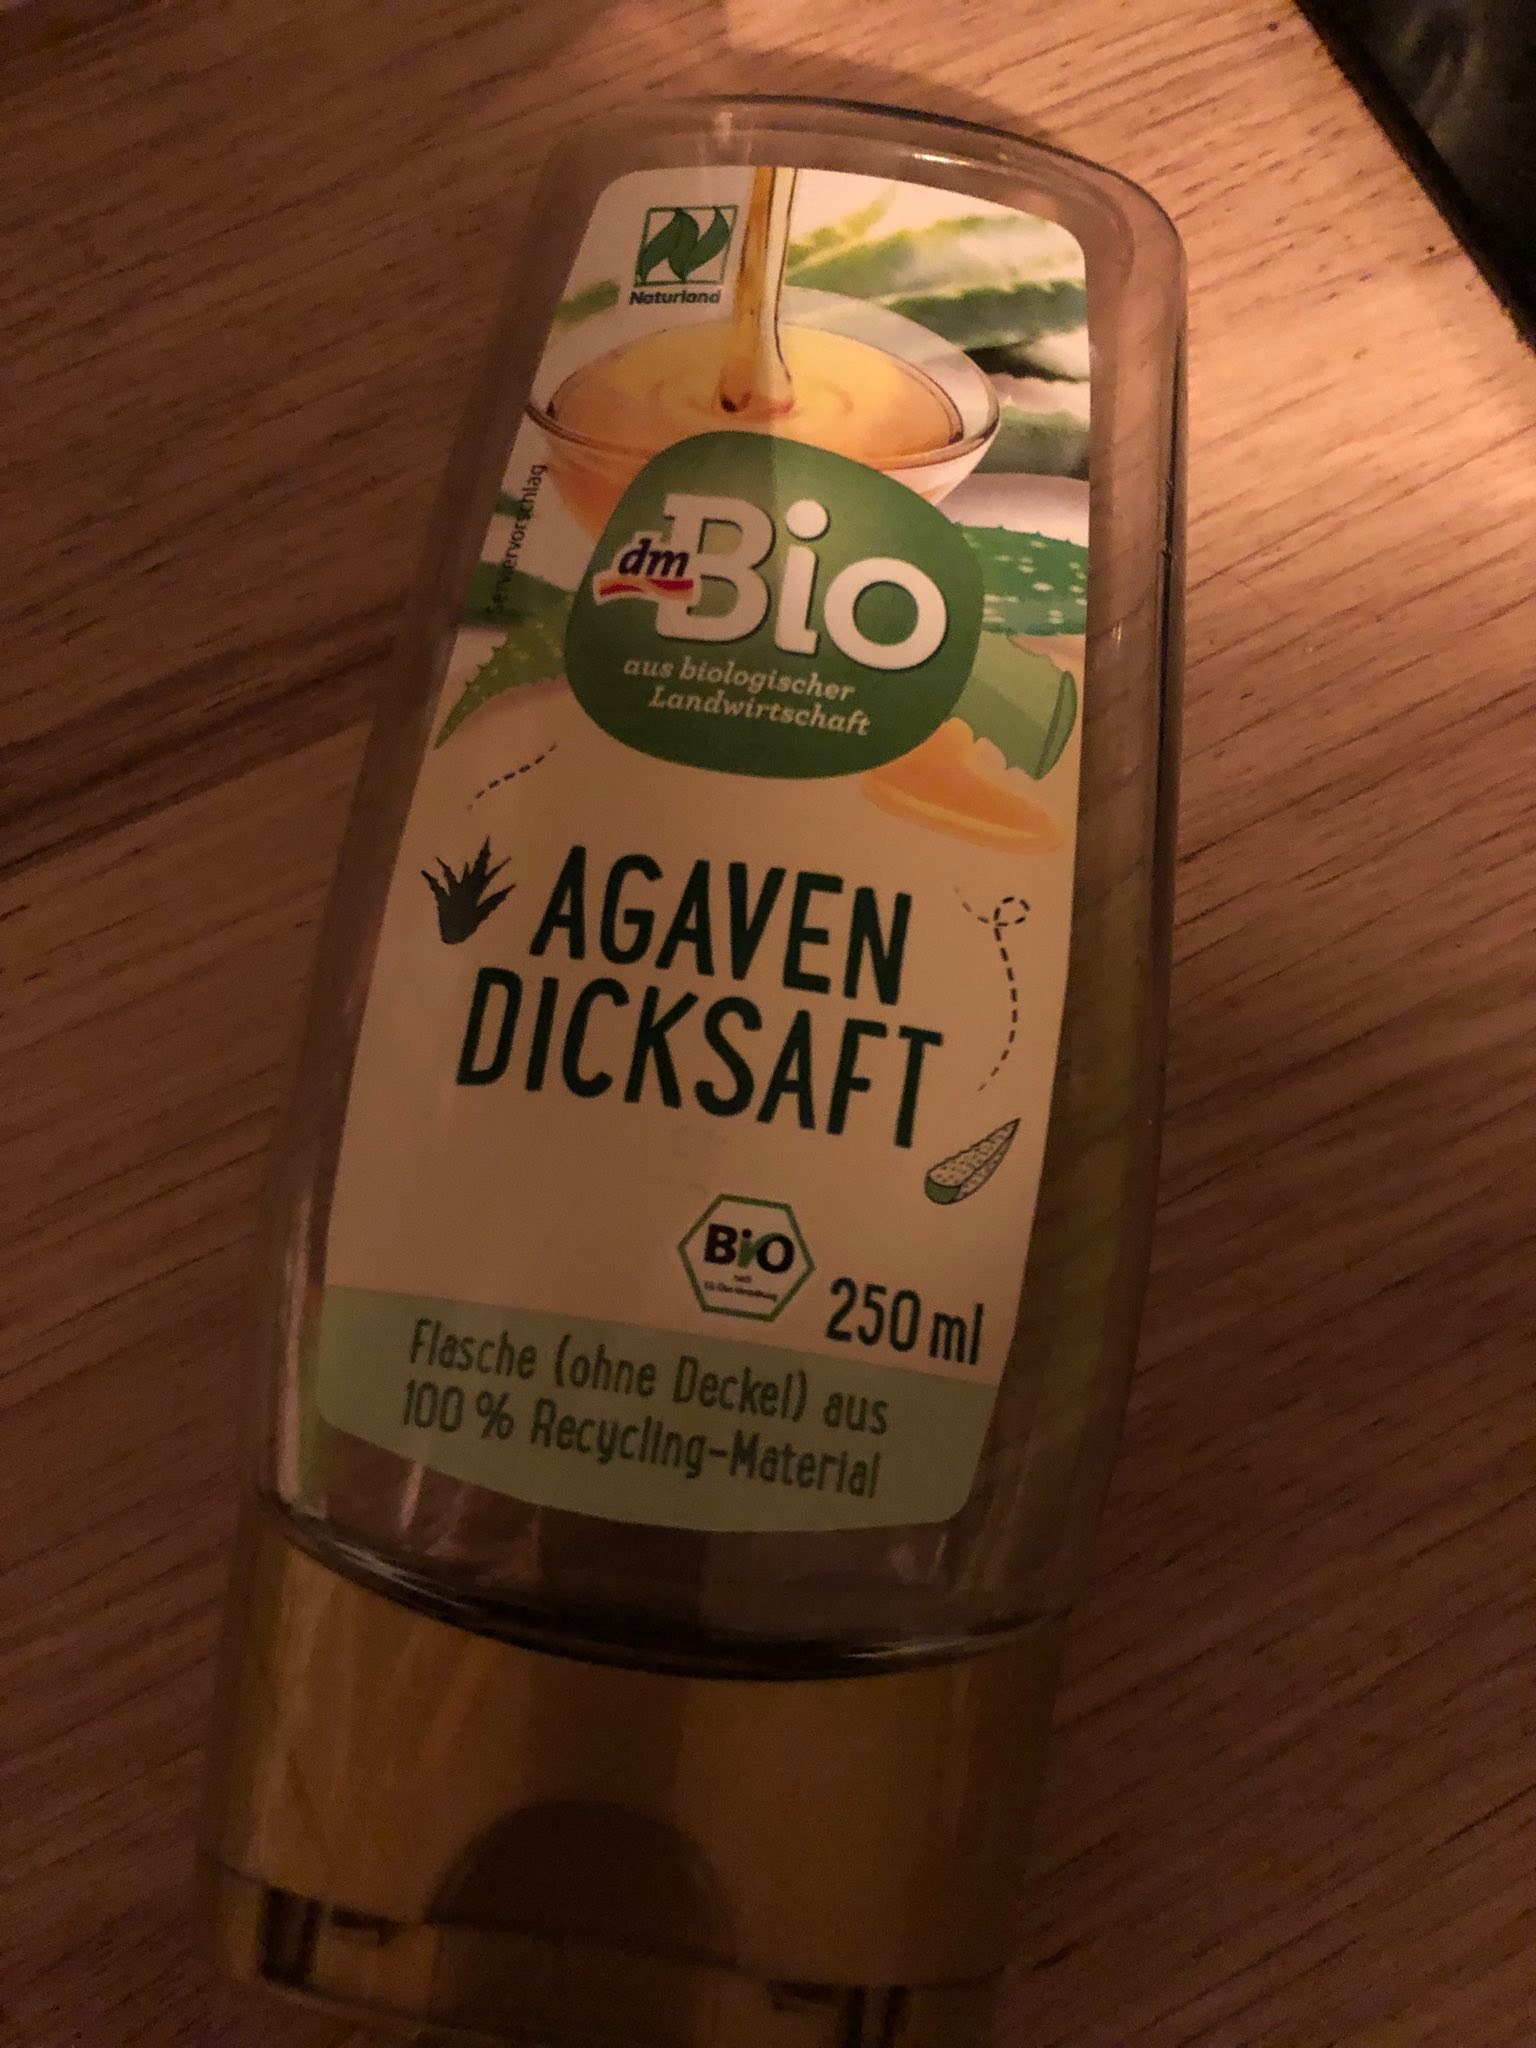 Naturland
Serviervorschlag
dm
Bio
aus biologischer
Landwirtschaft
AGAVEN
DICKSAFT
Bio
250 ml
Flasche (ohne Deckel) aus
100 % Recycling-Material